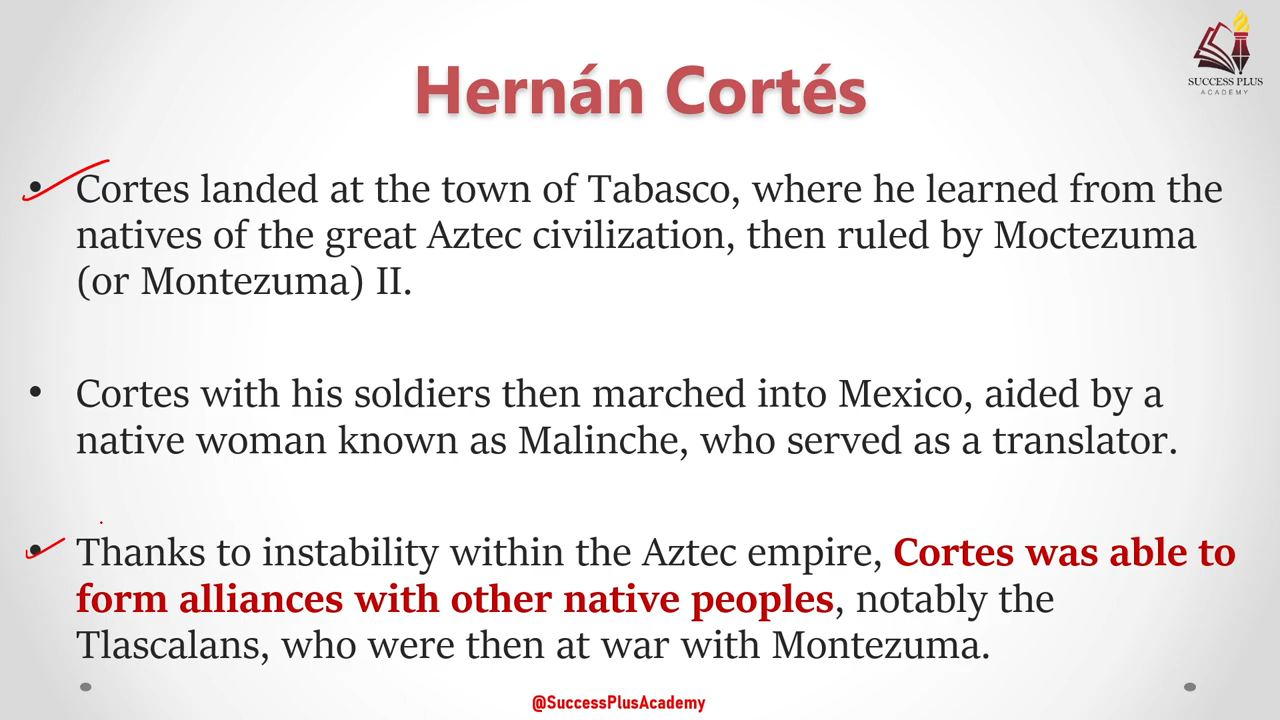 SUCCESS PLUS
ACADEMY
Hernán Cortés
• Cortes landed at the town of Tabasco, where he learned from the
natives of the great Aztec civilization, then ruled by Moctezuma
(or Montezuma) II.
• Cortes with his soldiers then marched into Mexico, aided by a
native woman known as Malinche, who served as a translator.
• Thanks to instability within the Aztec empire, Cortes was able to
form alliances with other native peoples, notably the
Tlascalans, who were then at war with Montezuma.
@SuccessPlusAcademy